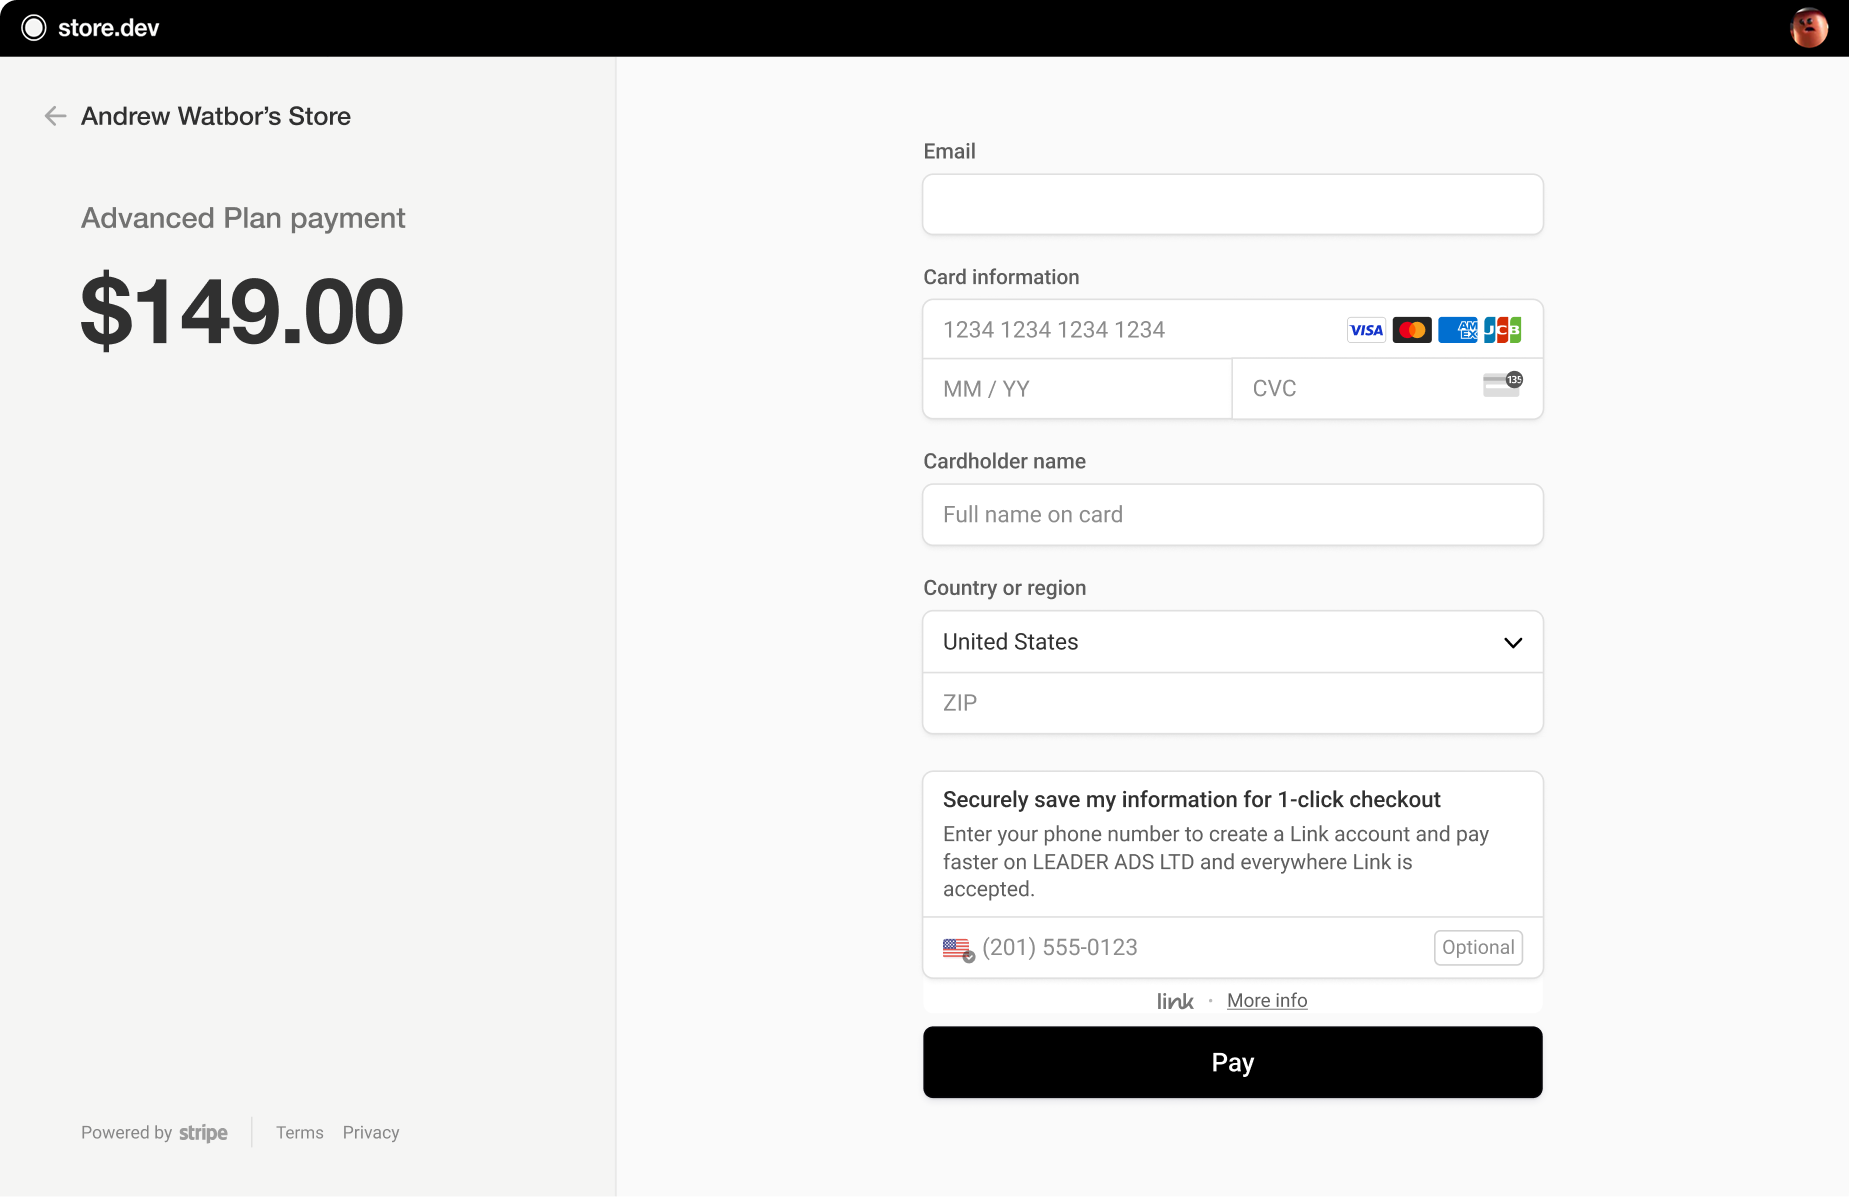 store.dev
Andrew Watbor’s Store
Advanced Plan payment
$149.00
Powered by stripe
Terms
Privacy
Email
Card information
1234 1234 1234 1234
VISA
AM
EX
JCB
MM / YY
CVC
135
Cardholder name
Full name on card
Country or region
United States
ZIP
Securely save my information for 1-click checkout
Enter your phone number to create a Link account and pay
faster on LEADER ADS LTD and everywhere Link is
accepted.
(201) 555-0123
Optional
link · More info
Pay